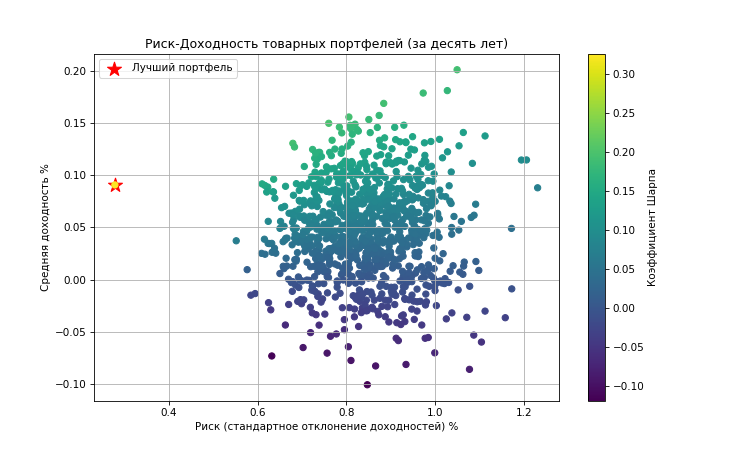 Риск-Доходность товарных портфелей (за десять лет)
Лучший портфель
Средняя доходность %
0.20
0.15
0.10
0.05
0.00
−0.05
−0.10
0.4 0.6 0.8 1.0 1.2
Риск (стандартное отклонение доходностей) %
0.30
0.25
0.20
0.15
0.10
0.05
0.00
−0.05
−0.10
Коэффициент Шарпа